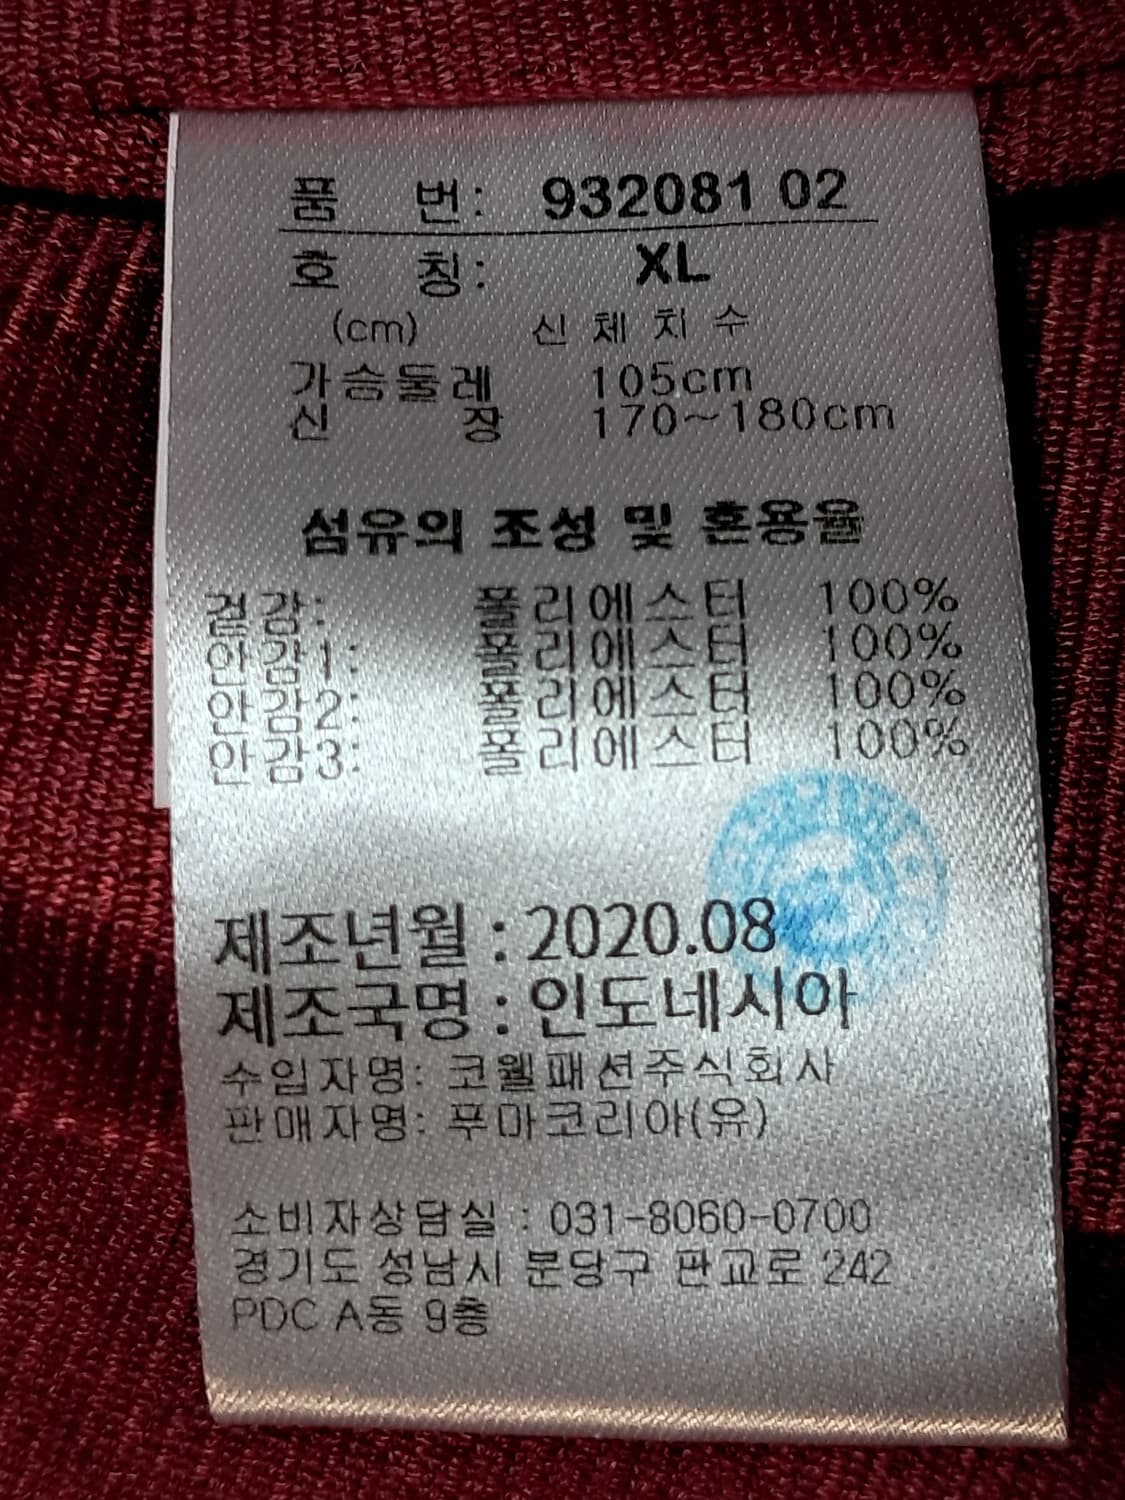 품 번: 932081 02
호 칭: XL
(cm) 신체치수
가슴둘레 105cm
신 장 170~180cm
섬유의 조성 및 혼용율
겉감: 폴리에스터 100%
안감1: 폴리에스터 100%
안감2: 폴리에스터 100%
안감3: 폴리에스터 100%
제조년월 : 2020.08
제조국명 : 인도네시아
수입자명: 코웰패션주식회사
판매자명: 푸마코리아(유)
소비자상담실 : 031-8060-0700
경기도 성남시 분당구 판교로 242
PDC A동 9층